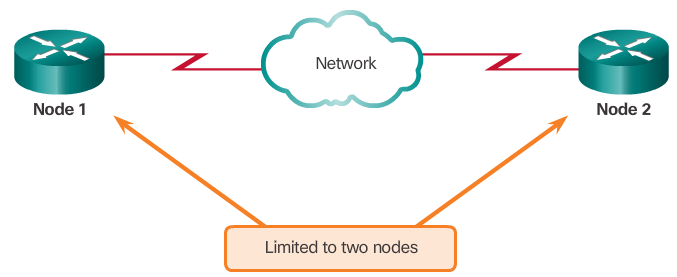 Network
Node 1
Node 2
Limited to two nodes